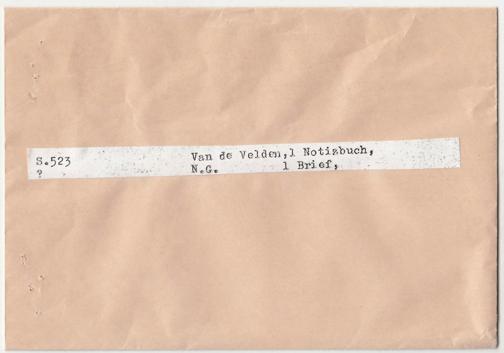 S.523 Van de Velden,1 Notizbuch,
? N.G. 1 Brief,